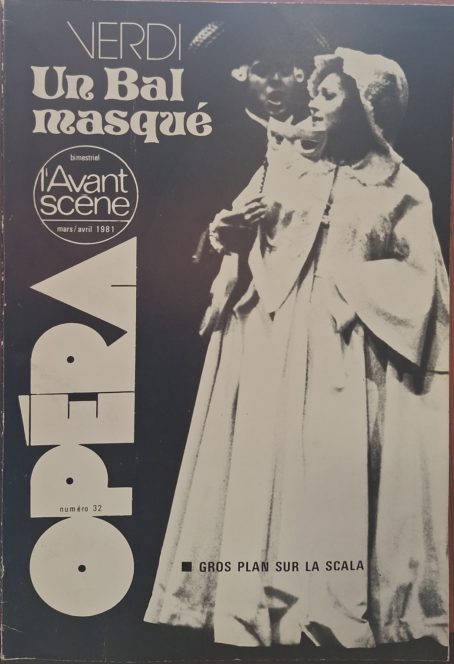 VERDI
Un Bal
masqué
bimestriel
l'Avant
scène
mars/avril 1981
OPÉRA
numéro 32
■ GROS PLAN SUR LA SCALA